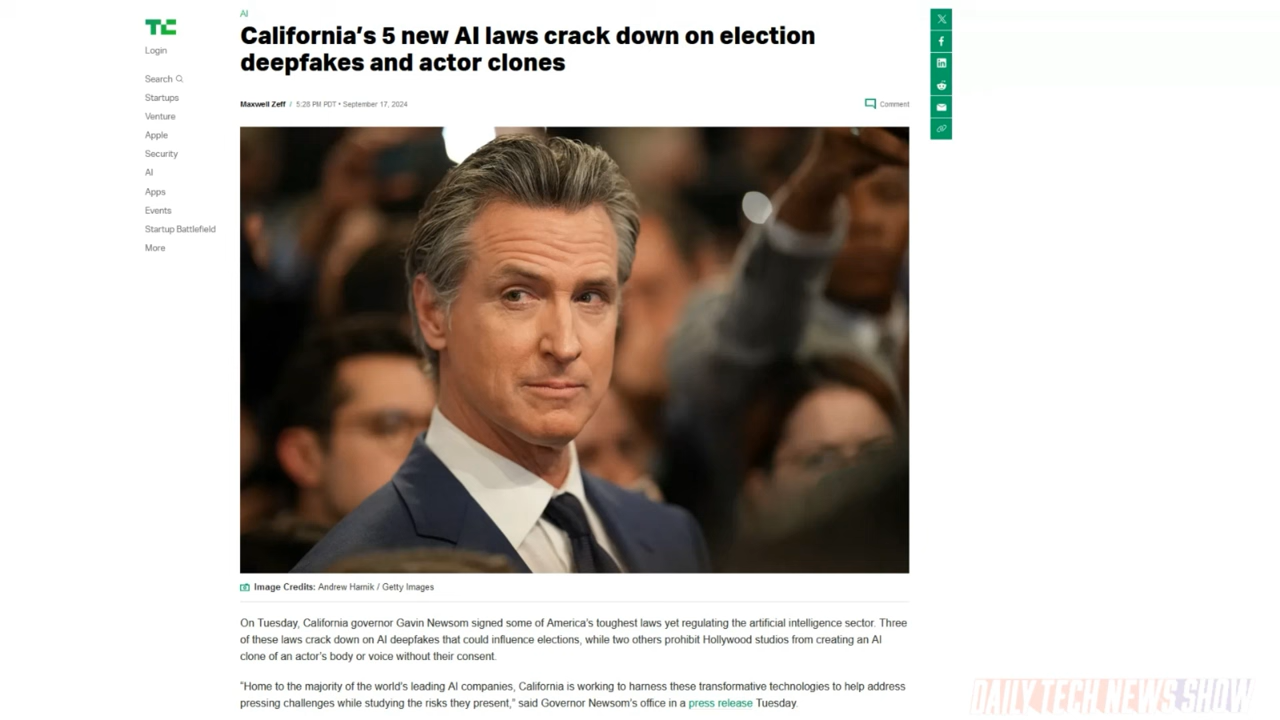 TC
Login
Search
Startups
Venture
Apple
Security
AI
Apps
Events
Startup Battlefield
More
AI
California's 5 new AI laws crack down on election
deepfakes and actor clones
Maxwell Zeff / 5:28 PM PDT • September 17, 2024
Comment
Image Credits: Andrew Harnik / Getty Images
On Tuesday, California governor Gavin Newsom signed some of America's toughest laws yet regulating the artificial intelligence sector. Three
of these laws crack down on AI deepfakes that could influence elections, while two others prohibit Hollywood studios from creating an AI
clone of an actor's body or voice without their consent.
"Home to the majority of the world's leading AI companies, California is working to harness these transformative technologies to help address
pressing challenges while studying the risks they present," said Governor Newsom's office in a press release Tuesday.
DAILY TECH NEWS SHOW